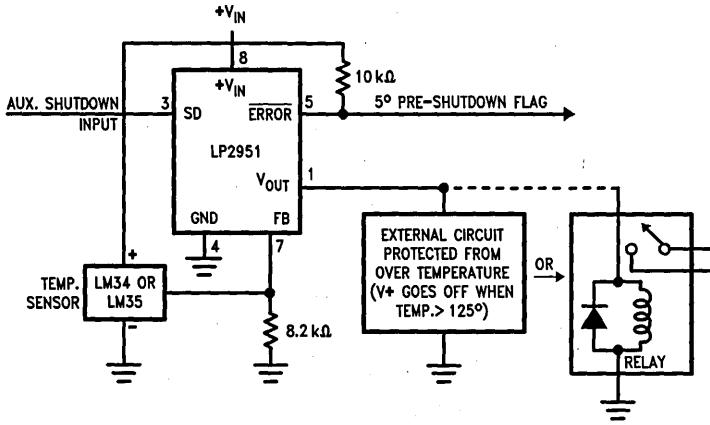 +VIN
8
+VIN
10 kΩ
AUX. SHUTDOWN
INPUT
3
SD
ERROR
5
5º PRE-SHUTDOWN FLAG
LP2951
VOUT
1
GND
FB
4
7
TEMP.
SENSOR
+
LM34 OR
LM35
-
8.2 kΩ
EXTERNAL CIRCUIT
PROTECTED FROM
OVER TEMPERATURE
(V+ GOES OFF WHEN
TEMP.> 125º)
OR
RELAY